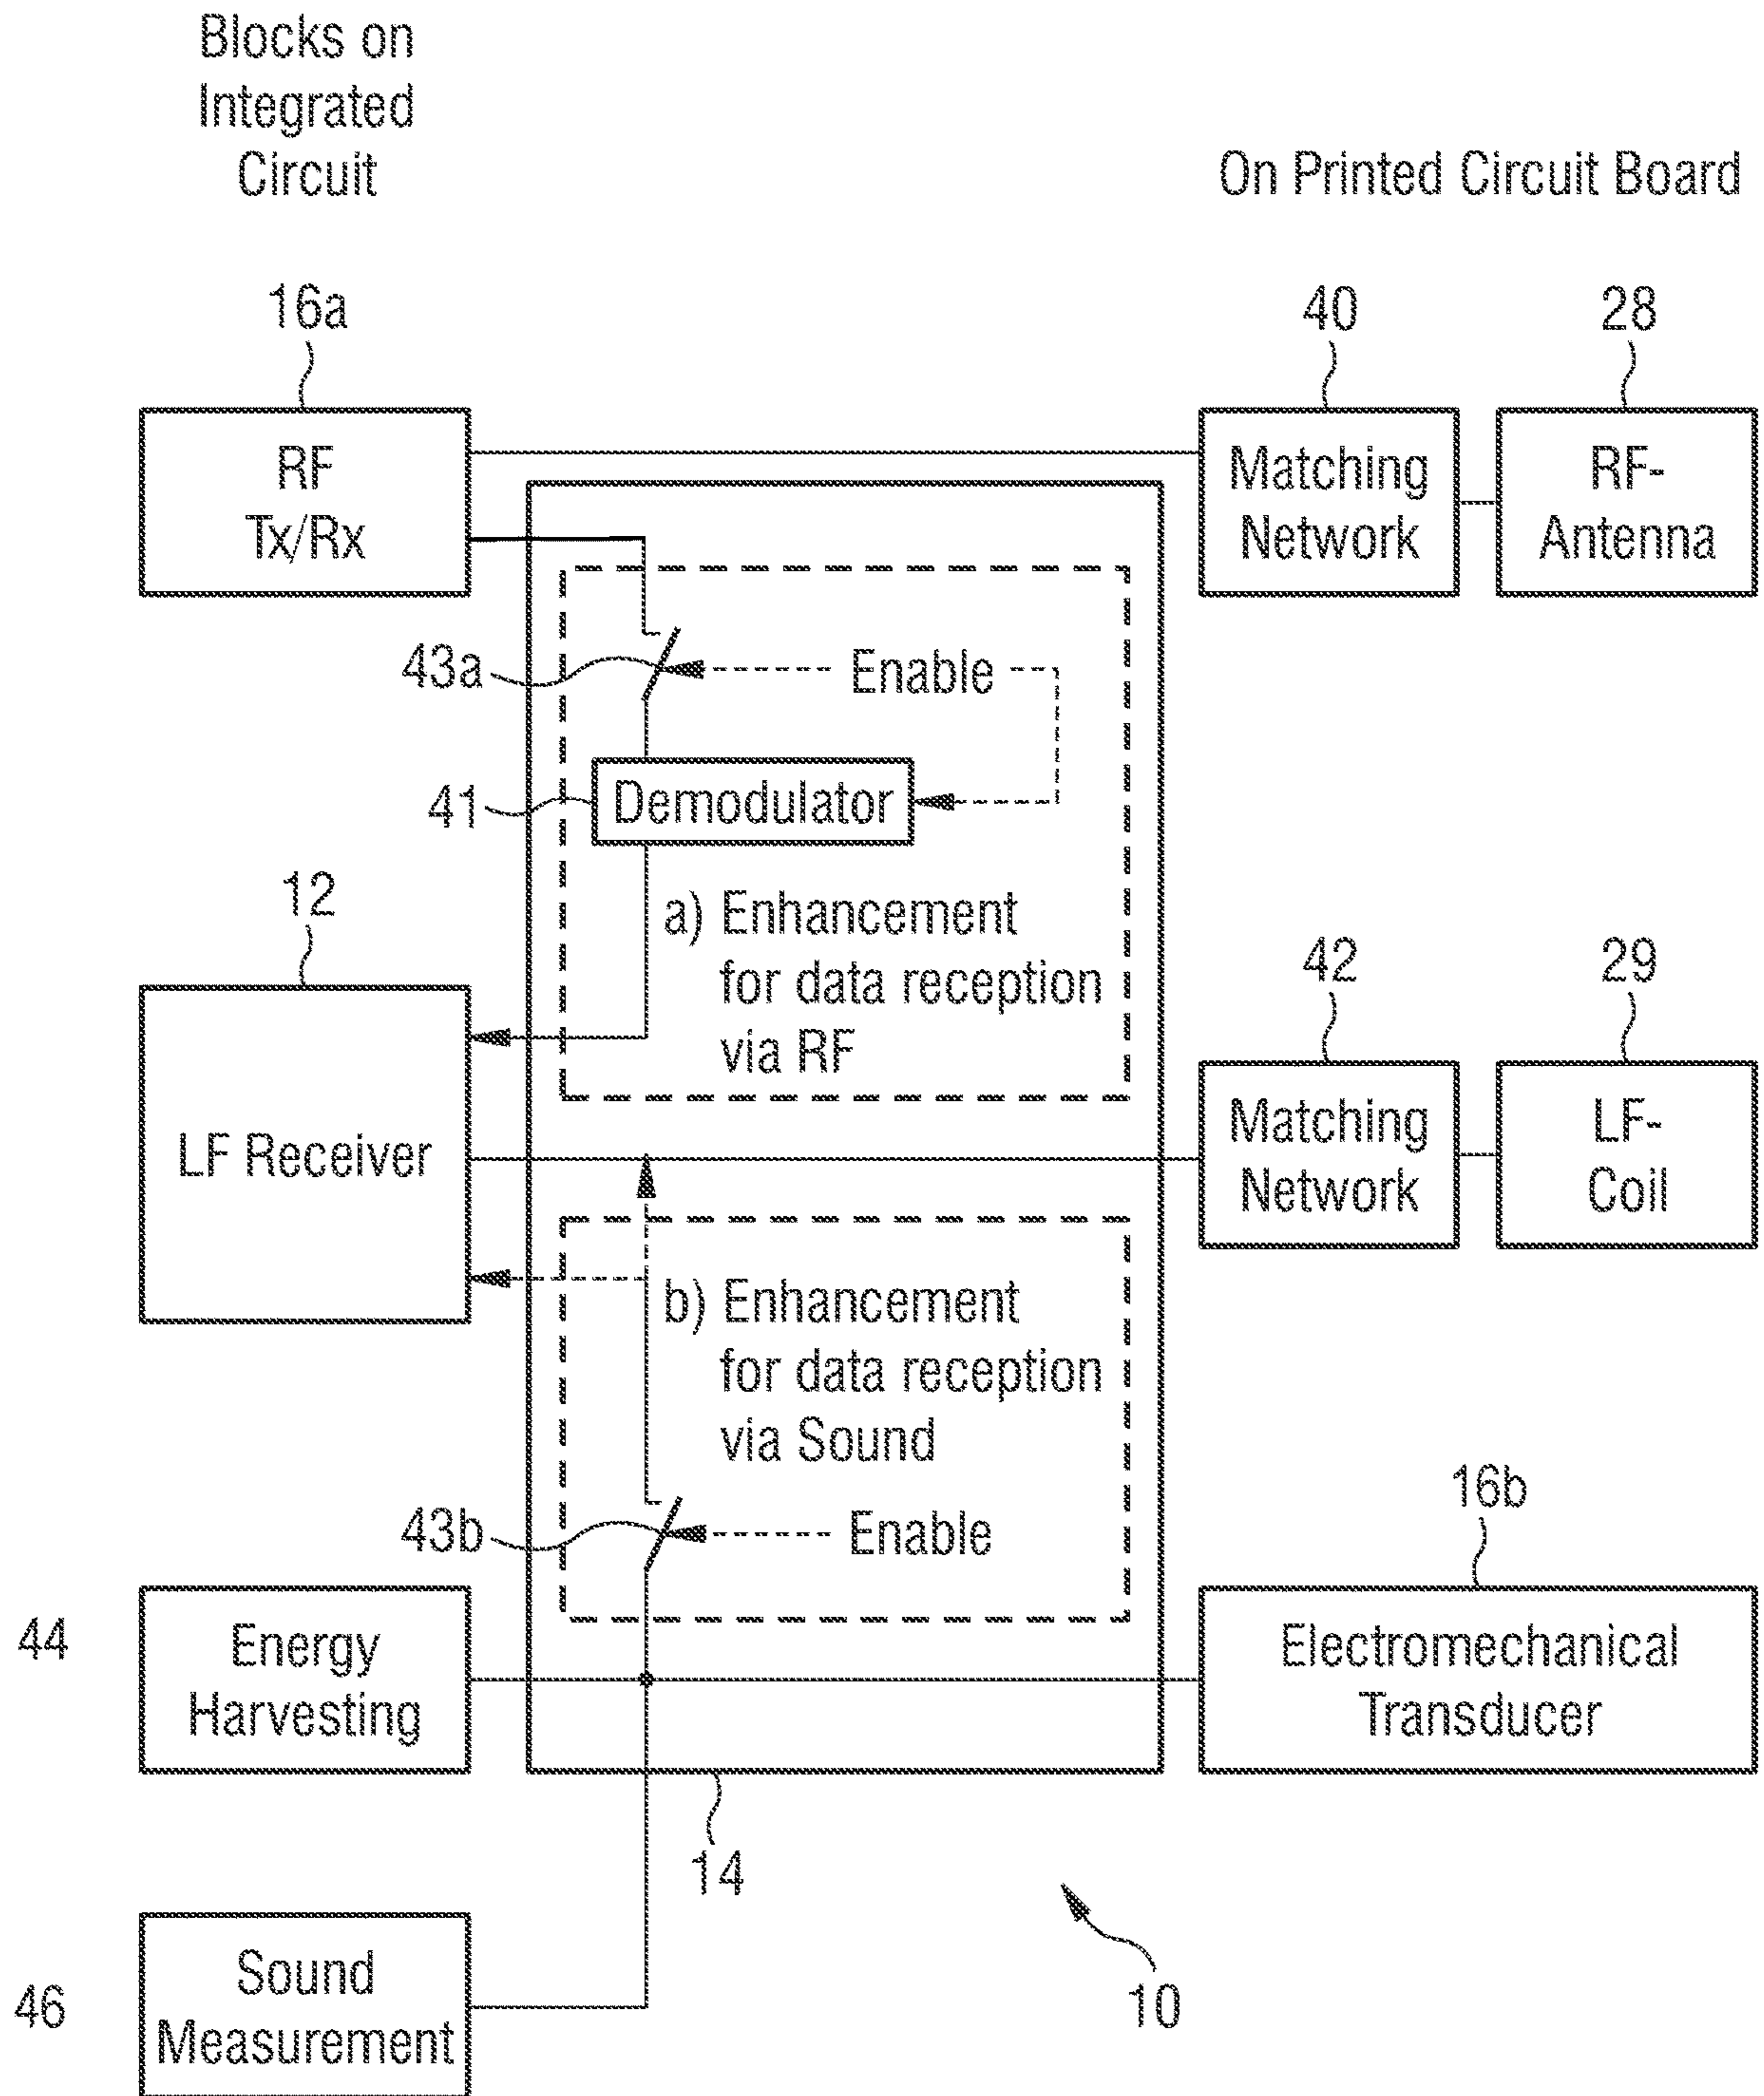 Blocks on
Integrated
Circuit
On Printed Circuit Board
16a
40
28
RF
Tx/Rx
Matching
Network
RF-
Antenna
43a
Enable
41
Demodulator
12
a) Enhancement
for data reception
via RF
42
29
LF Receiver
Matching
Network
LF-
Coil
b) Enhancement
for data reception
via Sound
16b
43b
Enable
44
Energy
Harvesting
Electromechanical
Transducer
14
10
46
Sound
Measurement